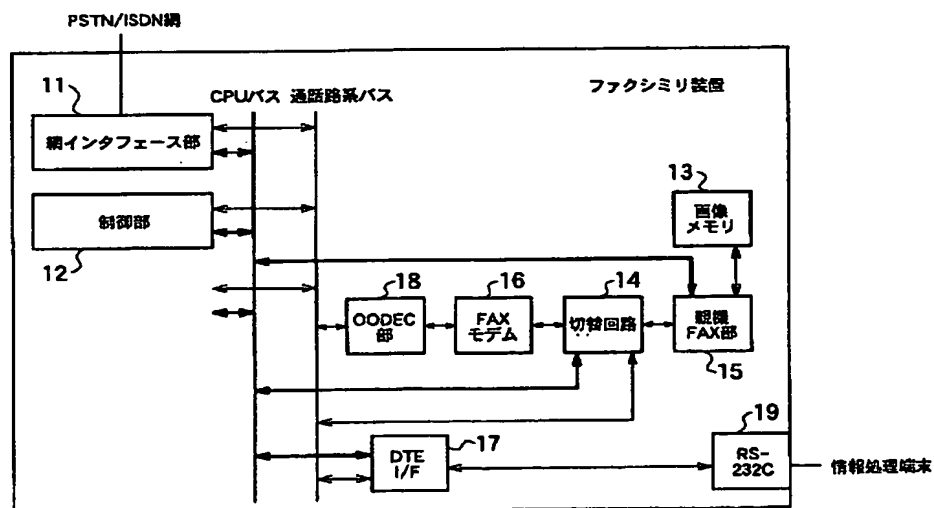 PSTN/ISDN網
11
CPUバス 通話路系バス
ファクシミリ装置
網インタフェース部
13
画像
メモリ
制御部
12
18
16
14
OODEC
部
FAX
モデム
切替回路
親機
FAX部
15
17
19
DTE
I/F
RS-
232C
情報処理端末